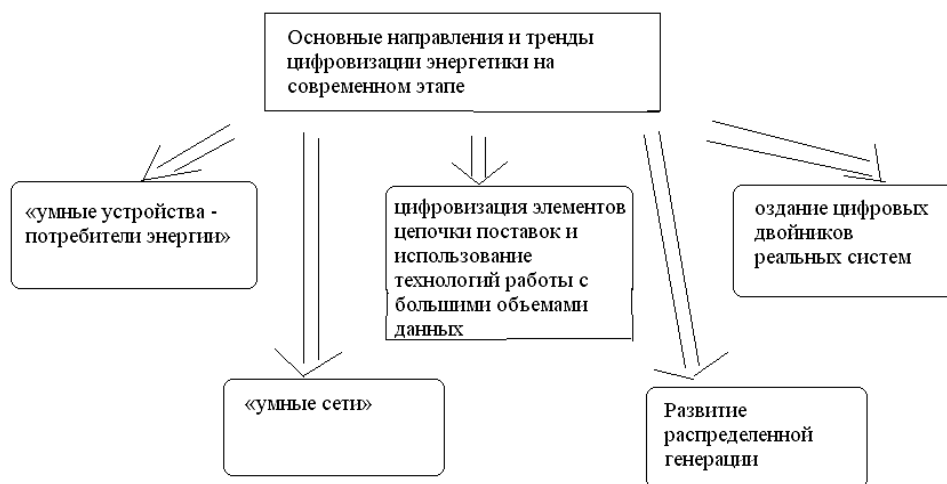 Основные направления и тренды
цифровизации энергетики на
современном этапе
«умные устройства -
потребители энергии»
цифровизация элементов
цепочки поставок и
использование
технологий работы с
большими объемами
данных
оздание цифровых
двойников
реальных систем
«умные сети»
Развитие
распределенной
генерации